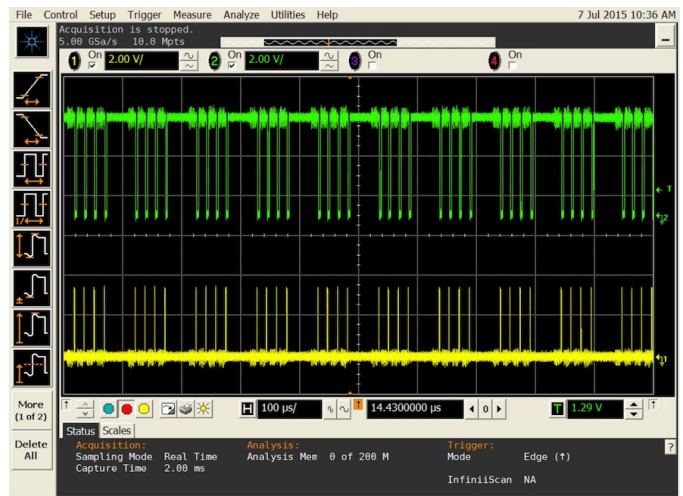 File Control Setup Trigger Measure Analyze Utilities Help 7 Jul 2015 10:36 AM
Acquisition is stopped.
5.00 GSa/s 10.0 Mpts
1 On 2.00 V/ 2 On 2.00 V/ 3 On 4 On
T
2
1
More
(1 of 2)
Delete
All
H 100 µs/ 14.4300000 µs 0 T 1.29 V
Status Scales
Acquisition: Analysis: Trigger:
Sampling Mode Real Time Analysis Mem 0 of 200 M Mode Edge (↑)
Capture Time 2.00 ms
InfiniiScan NA
?